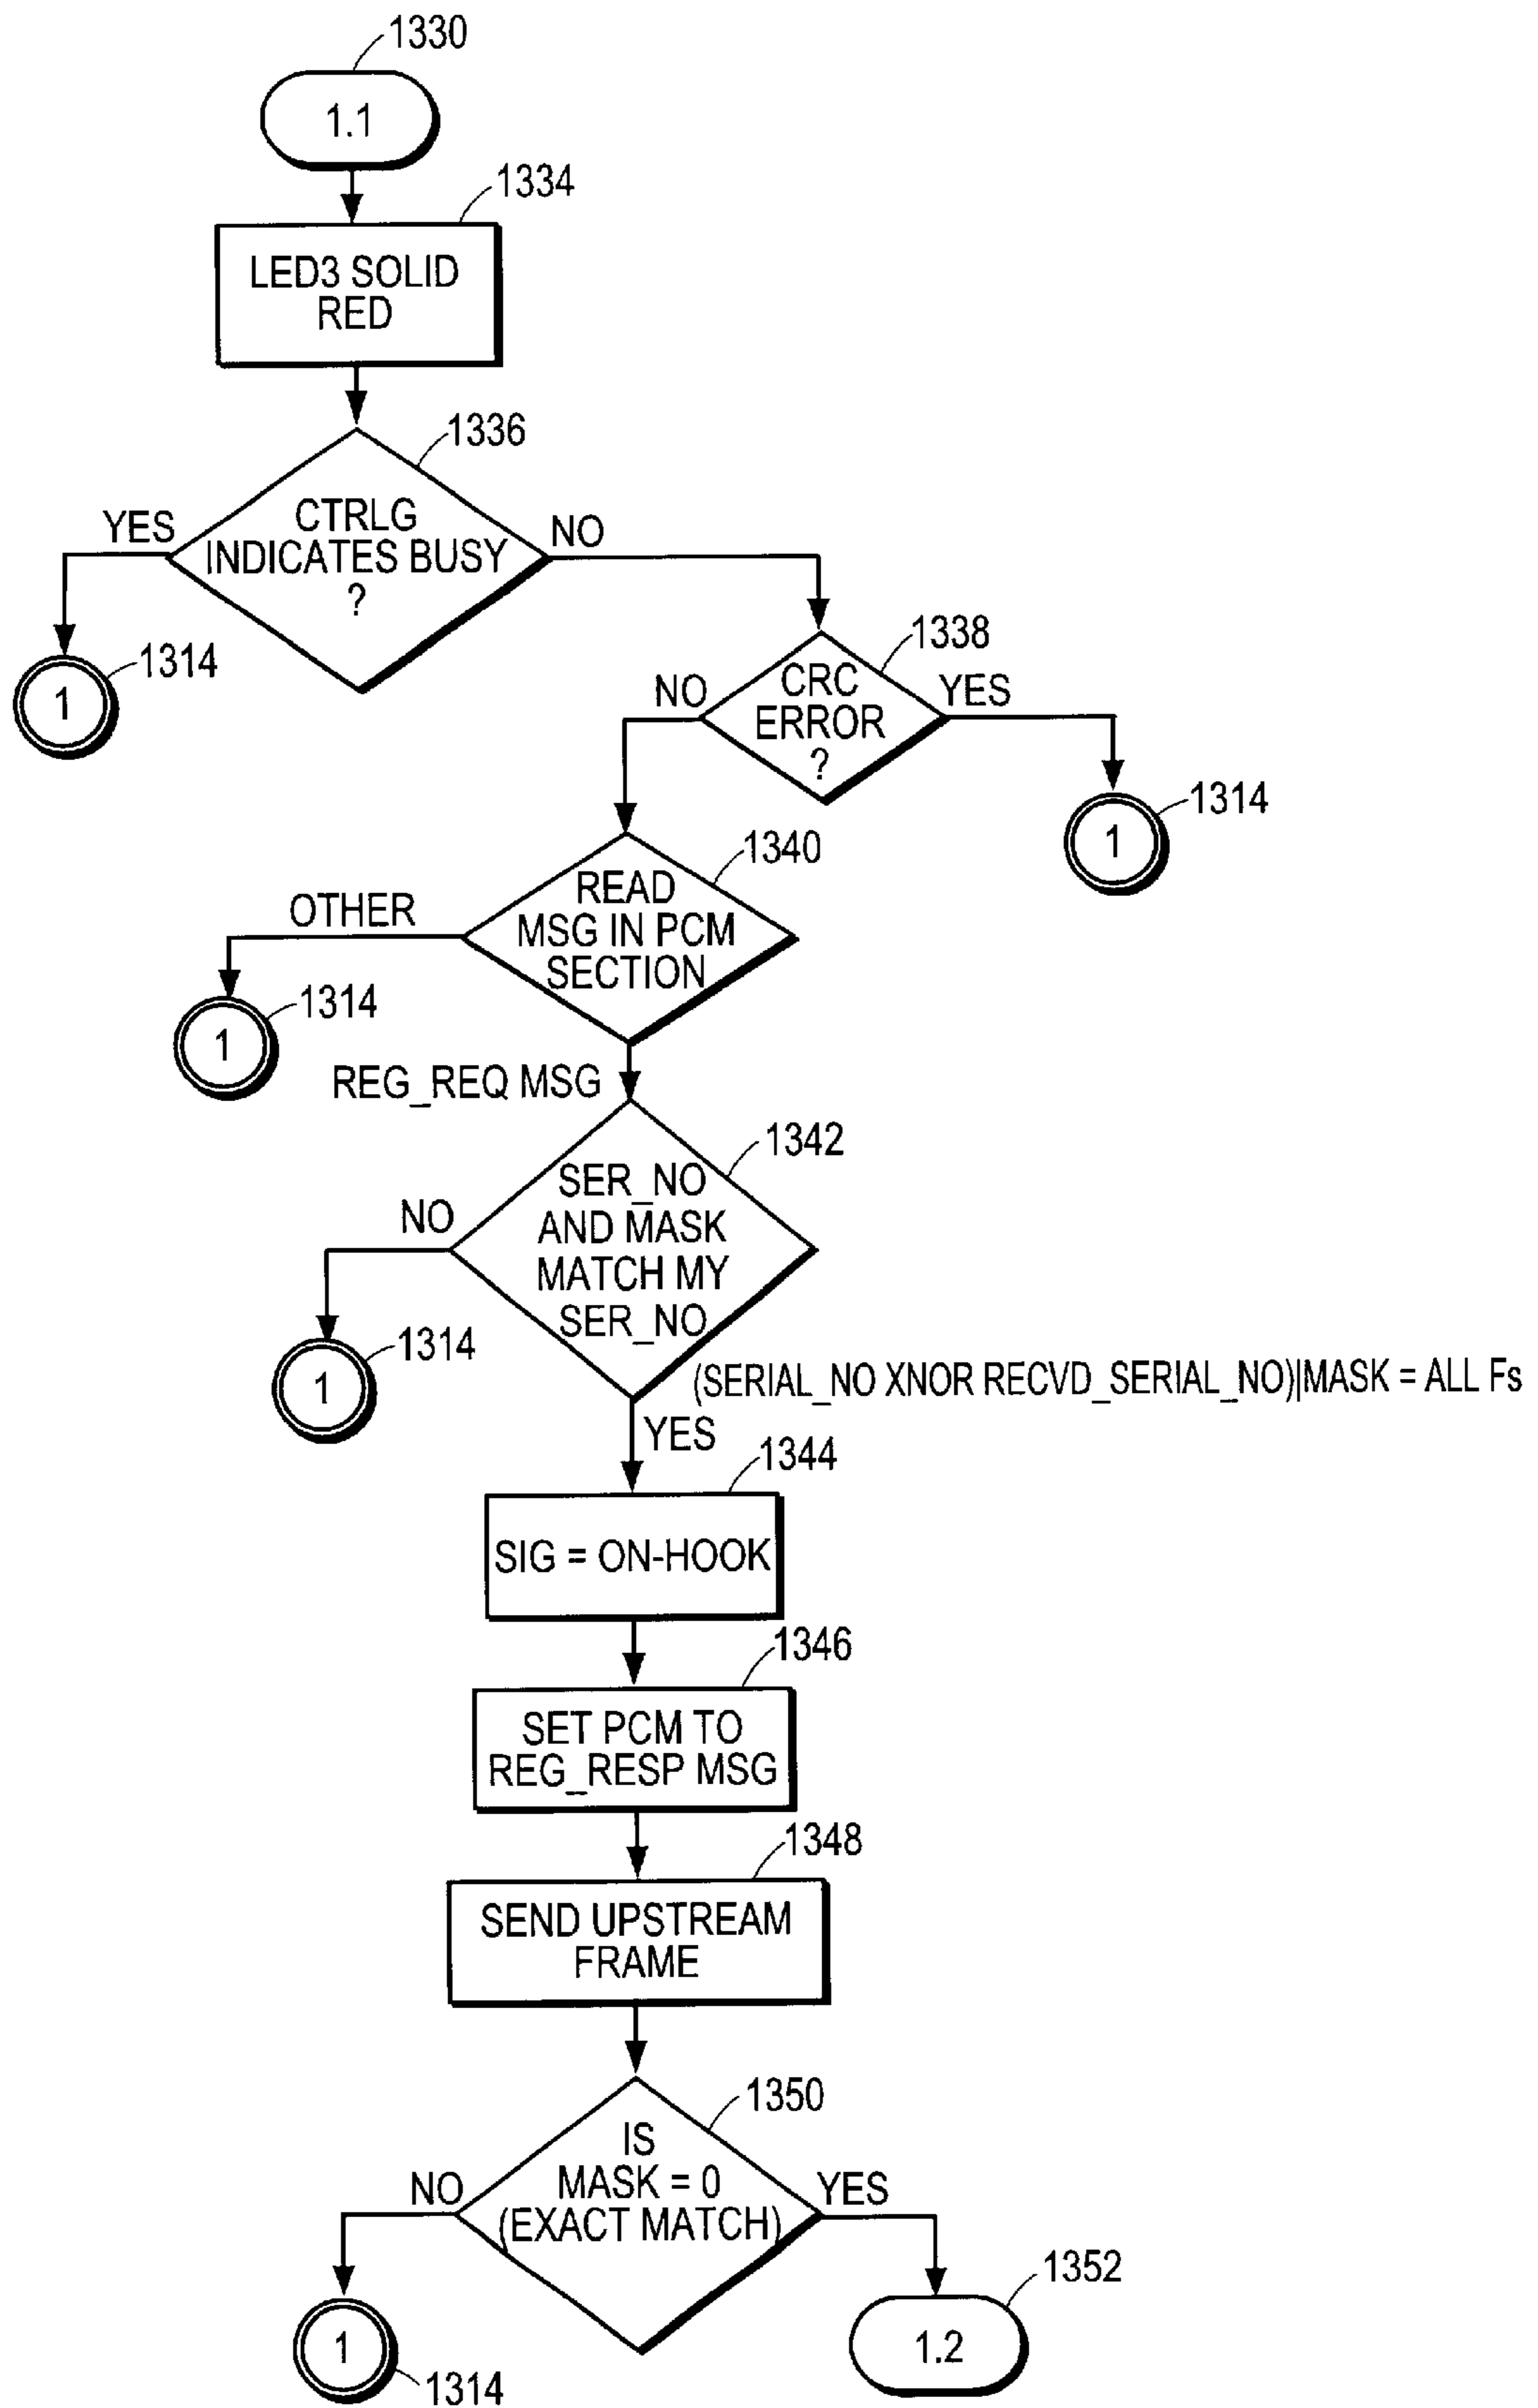 1330
1.1
1334
LED3 SOLID
RED
1336
CTRLG
INDICATES BUSY
?
YES
NO
1314
1
1338
CRC
ERROR
?
NO
YES
1314
1
1340
READ
MSG IN PCM
SECTION
OTHER
1314
1
REG_REQ MSG
1342
SER_NO
AND MASK
MATCH MY
SER_NO
NO
1314
1
(SERIAL_NO XNOR RECVD_SERIAL_NO)|MASK = ALL Fs
YES
1344
SIG = ON-HOOK
1346
SET PCM TO
REG_RESP MSG
1348
SEND UPSTREAM
FRAME
1350
IS
MASK = 0
(EXACT MATCH)
NO
YES
1352
1
1.2
1314